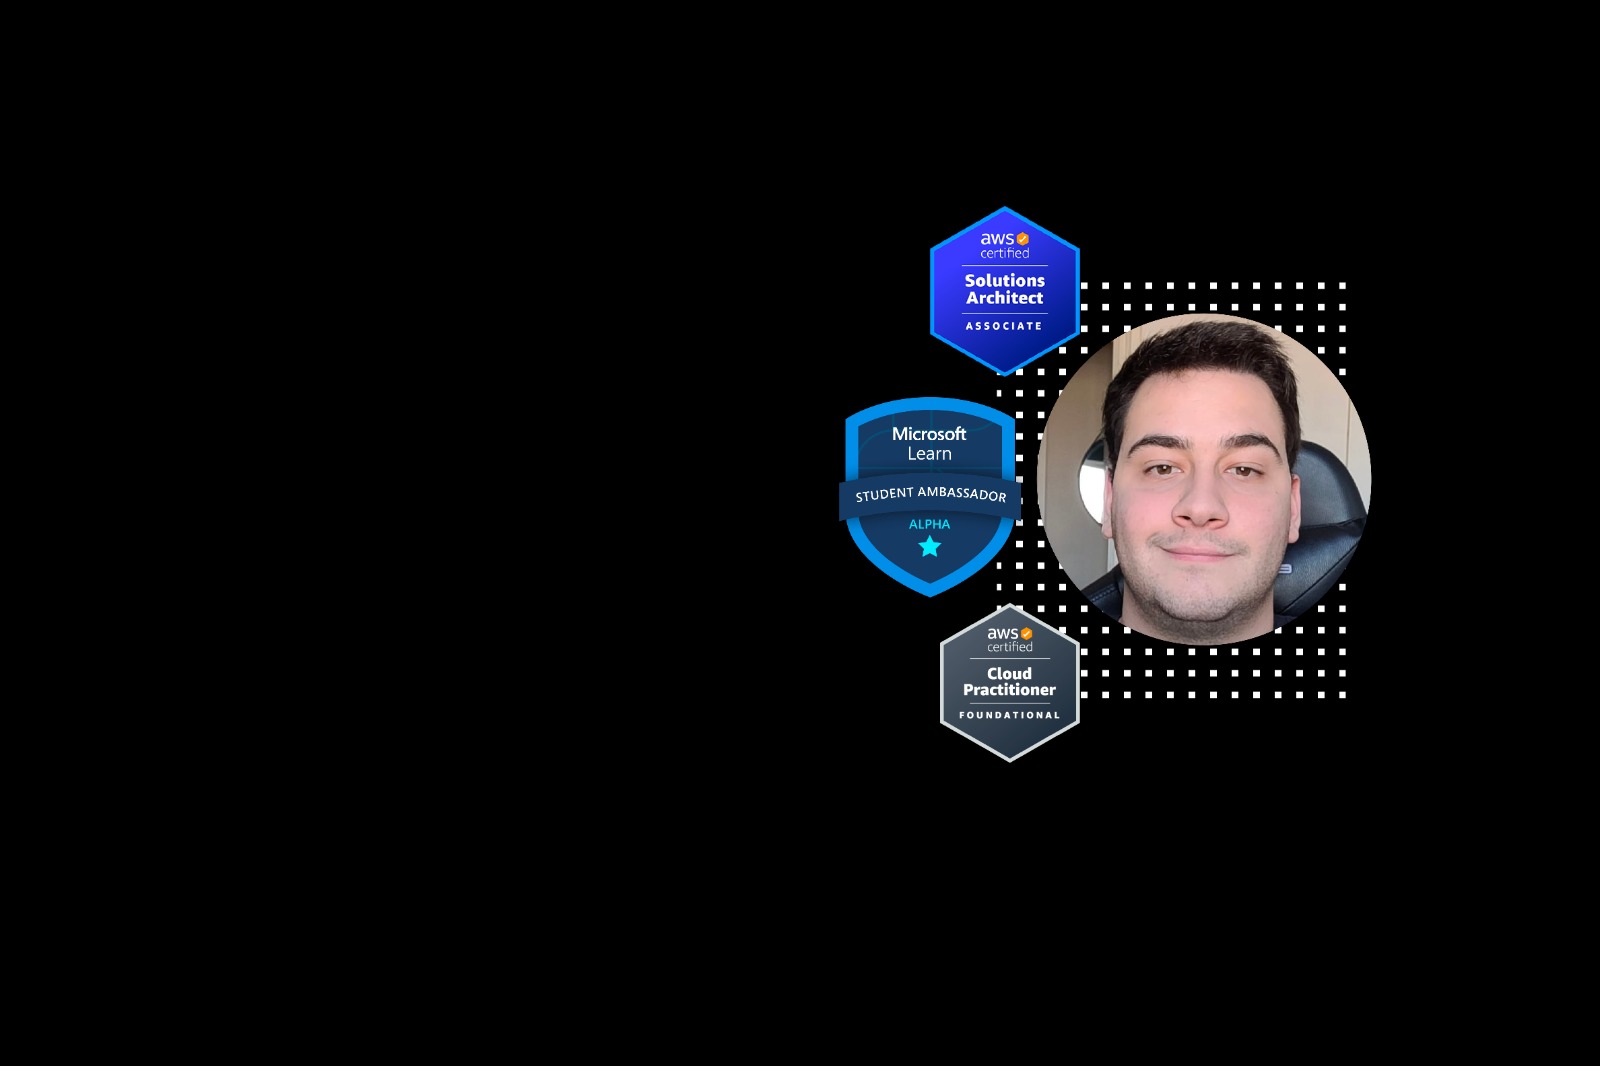 aws
certified
Solutions
Architect
ASSOCIATE
Microsoft
Learn
STUDENT AMBASSADOR
ALPHA
aws
certified
Cloud
Practitioner
FOUNDATIONAL